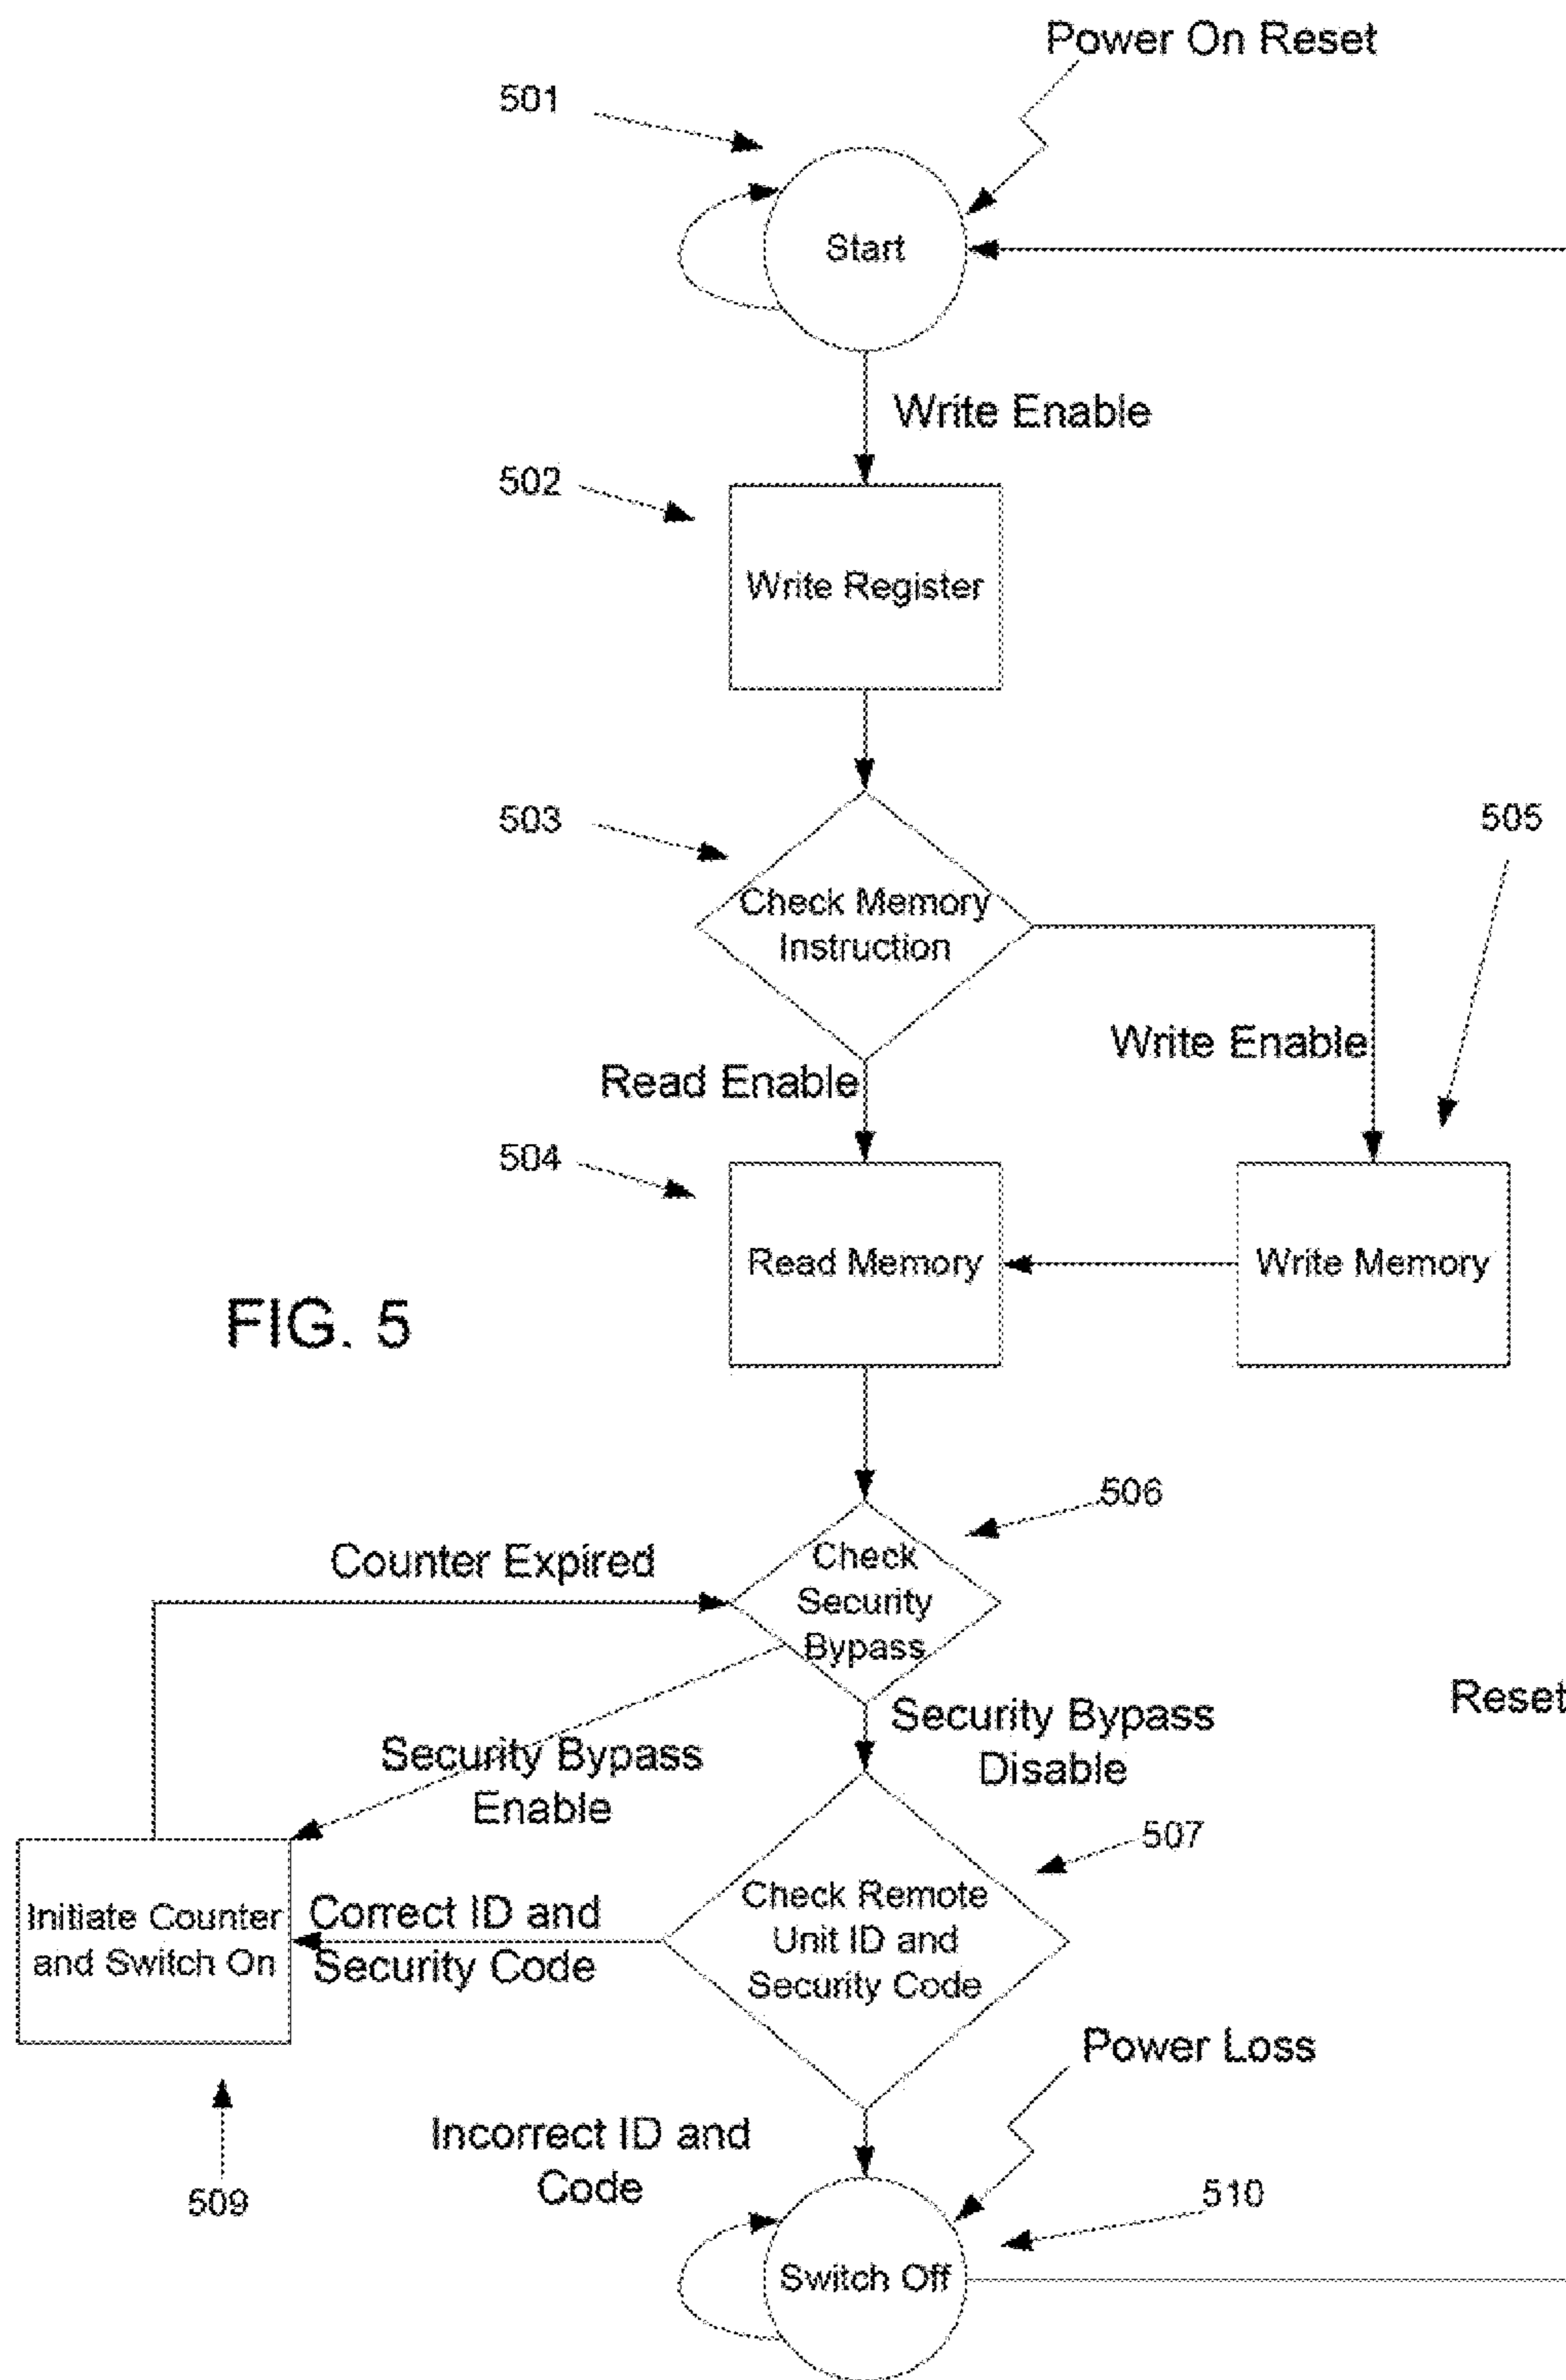 Power On Reset
501
Start
Write Enable
502
Write Register
503
505
Check Memory
Instruction
Write Enable
Read Enable
504
Read Memory
Write Memory
FIG. 5
506
Counter Expired
Check
Security
Bypass
Reset
Security Bypass
Disable
Security Bypass
Enable
507
Check Remote
Unit ID and
Security Code
Initiate Counter
and Switch On
Correct ID and
Security Code
Power Loss
Incorrect ID and
Code
509
510
Switch Off